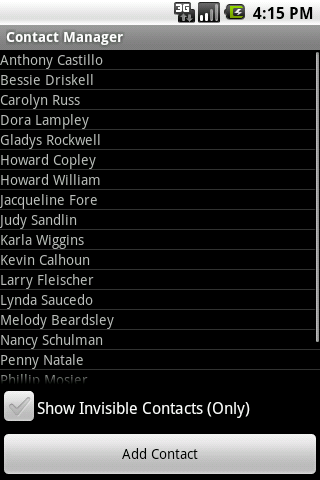 3G 4:15 PM
Contact Manager
Anthony Castillo
Bessie Driskell
Carolyn Russ
Dora Lampley
Gladys Rockwell
Howard Copley
Howard William
Jacqueline Fore
Judy Sandlin
Karla Wiggins
Kevin Calhoun
Larry Fleischer
Lynda Saucedo
Melody Beardsley
Nancy Schulman
Penny Natale
Phillip Mosier
Show Invisible Contacts (Only)
Add Contact